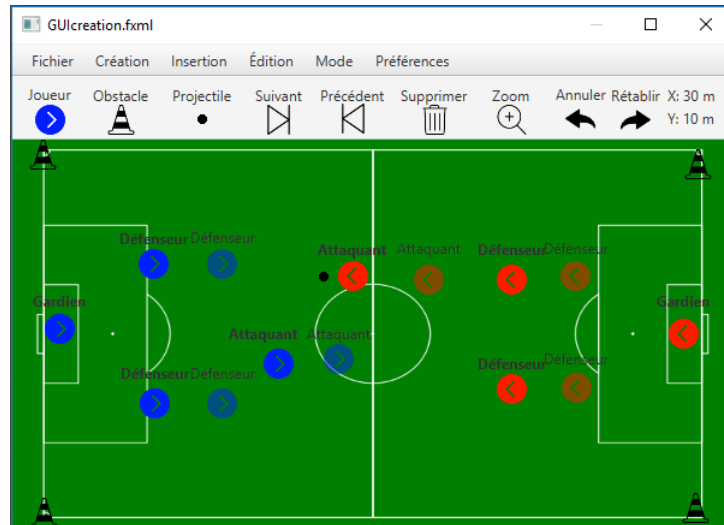 GUIcreation.fxml
Fichier Création Insertion Édition Mode Préférences
Joueur Obstacle Projectile Suivant Précédent Supprimer Zoom Annuler Rétablir X: 30 m
Y: 10 m
Défenseur Défenseur Attaquant Attaquant Défenseur Défenseur
Gardien Gardien
Attaquant Attaquant
Défenseur Défenseur Défenseur Défenseur